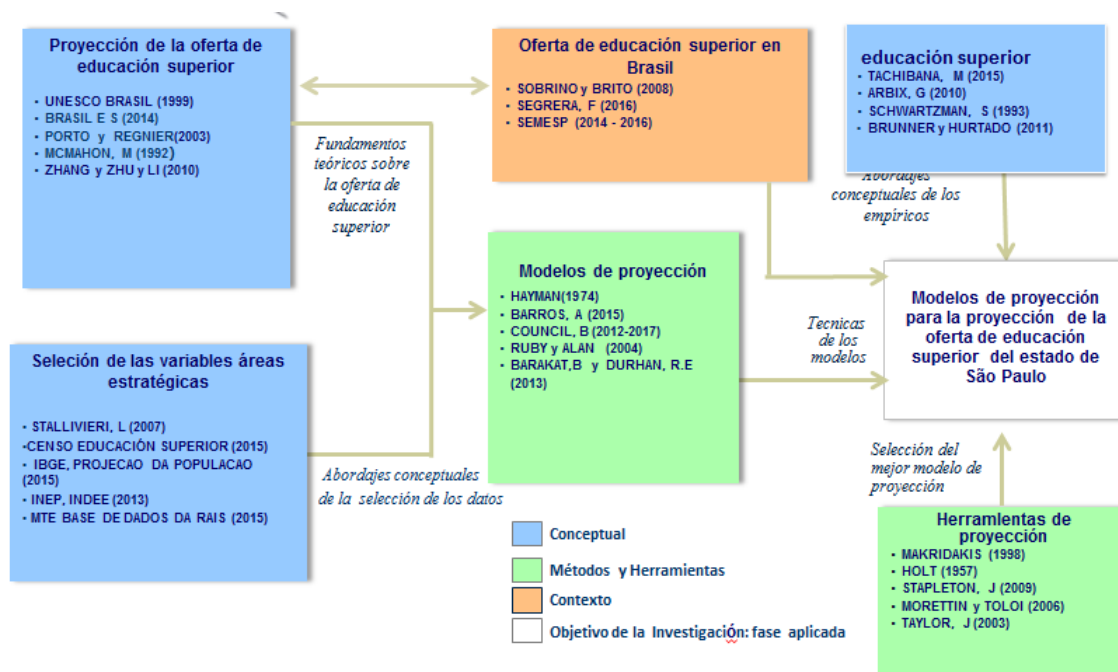 Proyección de la oferta de
educación superior
UNESCO BRASIL (1999)
BRASIL E S (2014)
PORTO y REGNIER(2003)
MCMAHON, M (1992)
ZHANG y ZHU y LI (2010)
Oferta de educación superior en
Brasil
SOBRINO y BRITO (2008)
SEGRERA, F (2016)
SEMESP (2014 - 2016)
educación superior
TACHIBANA, M (2015)
ARBIX, G (2010)
SCHWARTZMAN, S (1993)
BRUNNER y HURTADO (2011)
Fundamentos
teóricos sobre
la oferta de
educación
superior
Abordajes
conceptuales de los
empíricos
Modelos de proyección
HAYMAN(1974)
BARROS, A (2015)
COUNCIL, B (2012-2017)
RUBY y ALAN (2004)
BARAKAT,B y DURHAN, R.E
(2013)
Tecnicas
de los
modelos
Modelos de proyección
para la proyección de la
oferta de educación
superior del estado de
São Paulo
Seleción de las variables áreas
estratégicas
STALLIVIERI, L (2007)
CENSO EDUCACIÓN SUPERIOR (2015)
IBGE, PROJECAO DA POPULACAO
(2015)
INEP, INDEE (2013)
MTE BASE DE DADOS DA RAIS (2015)
Abordajes conceptuales
de la selección de los datos
Selección del
mejor modelo de
proyección
Herramientas de
proyección
MAKRIDAKIS (1998)
HOLT (1957)
STAPLETON, J (2009)
MORETTIN y TOLOI (2006)
TAYLOR, J (2003)
Conceptual
Métodos y Herramientas
Contexto
Objetivo de la Investigación: fase aplicada